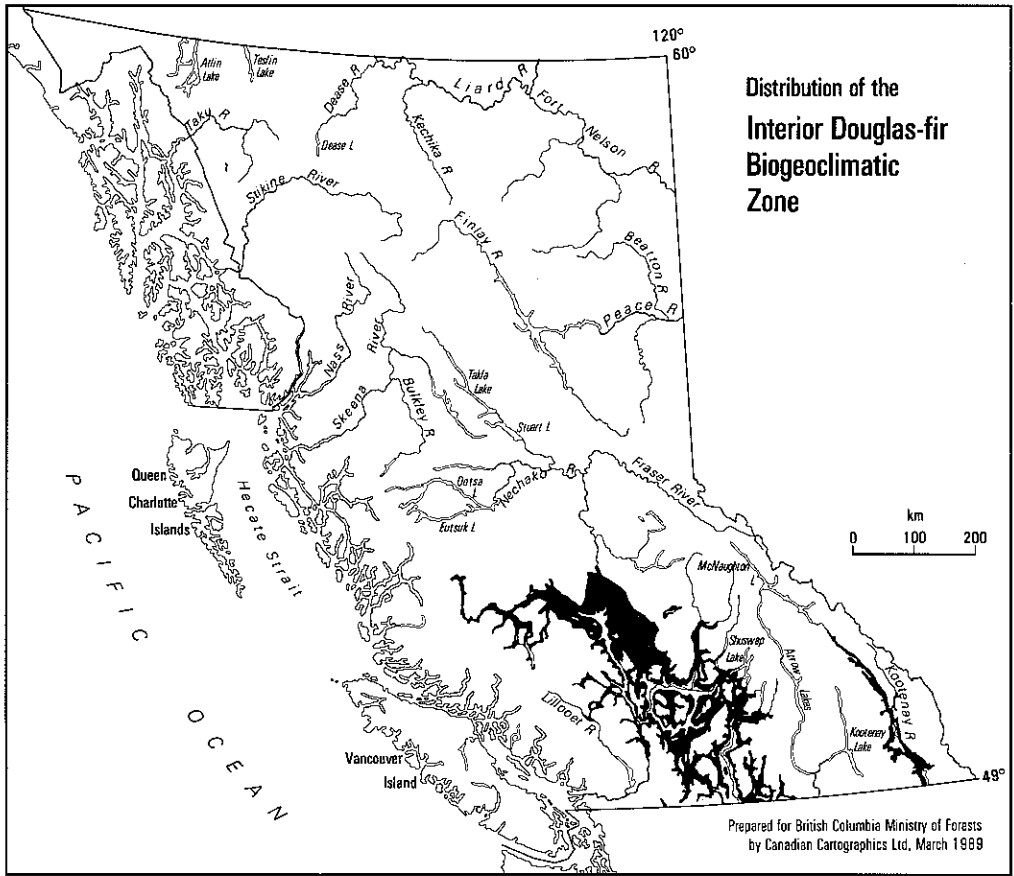 120°
60°
Distribution of the
Interior Douglas-fir
Biogeoclimatic
Zone
Atlin
Lake
Teslin
Lake
Dease R
Liard R
Fort
Nelson
R
Taku R
Dease L
Kechika R
Stikine River
Finlay R
Beatton R
Peace R
Nass River
River
Skeena
Bulkley R
Takla
Lake
Stuart L
Queen
Charlotte
Islands
Hecate Strait
Ootsa
L
Eutsuk L
Nechako R
Fraser River
km
0 100 200
McNaughton
PACIFIC
OCEAN
Shuswap
Lake
Arrow
Lakes
Kootenay R
Lillooet R
Kootenay
Lake
Vancouver
Island
49°
Prepared for British Columbia Ministry of Forests
by Canadian Cartographics Ltd, March 1989